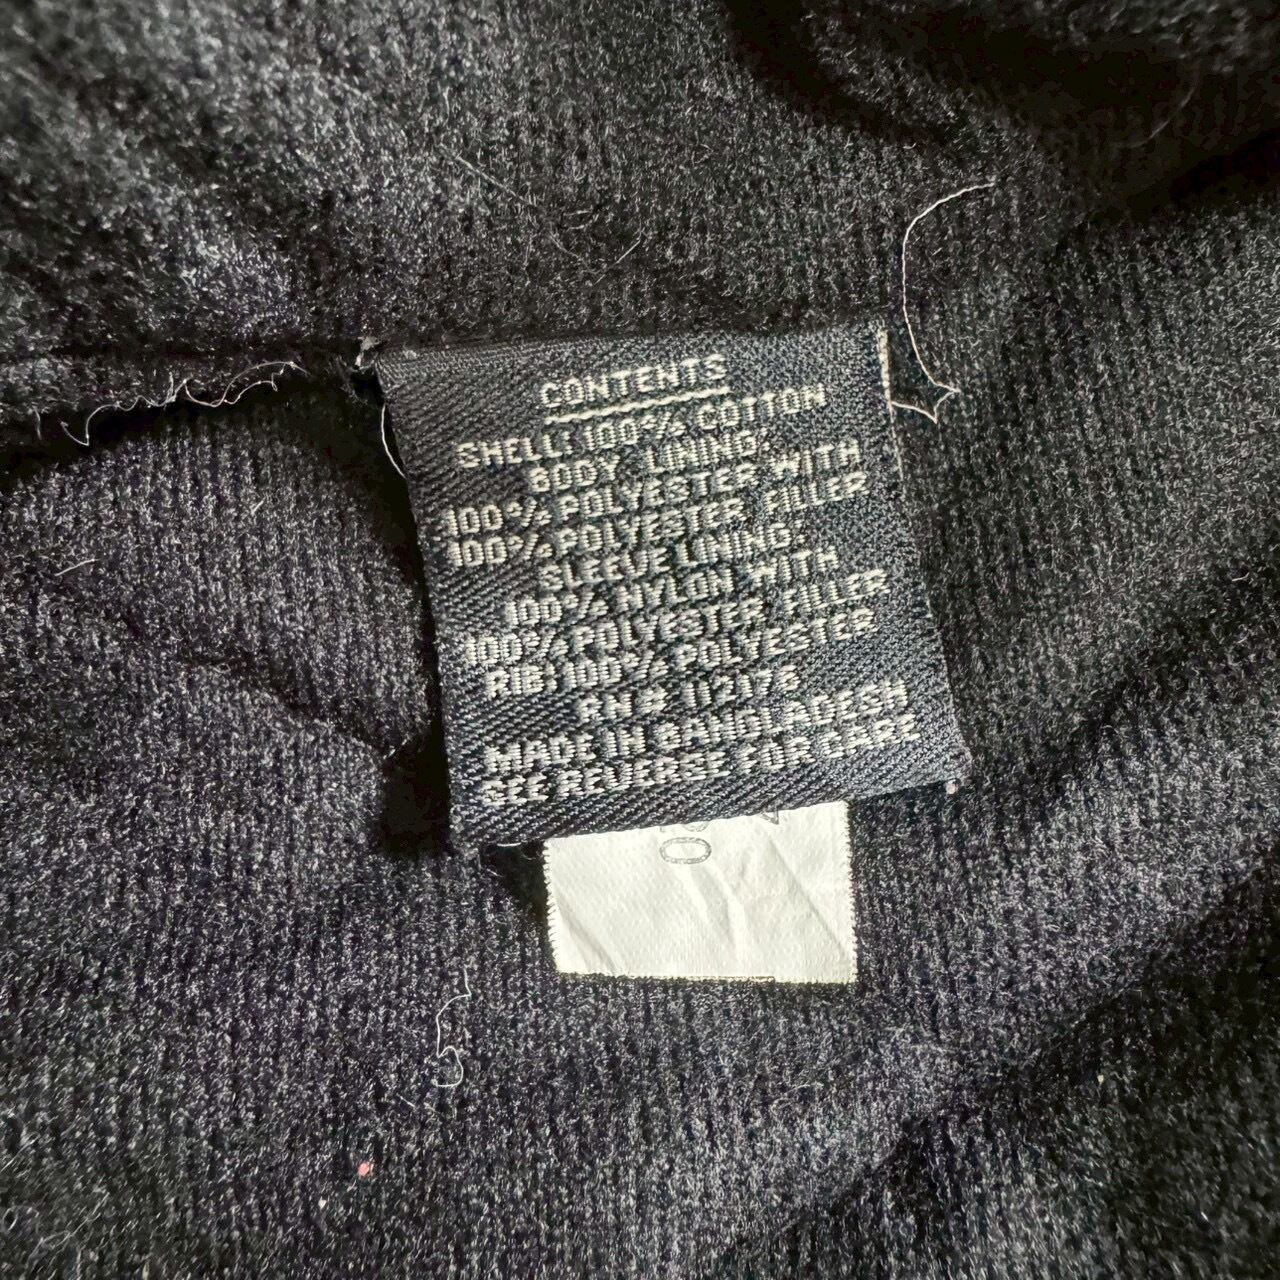 CONTENTS
SHELL: 100% COTTON
BODY LINING:
100% POLYESTER WITH
100% POLYESTER FILLER
SLEEVE LINING:
100% NYLON WITH
100% POLYESTER FILLER
RIB: 100% POLYESTER
RN# 112178
MADE IN BANGLADESH
SEE REVERSE FOR CARE